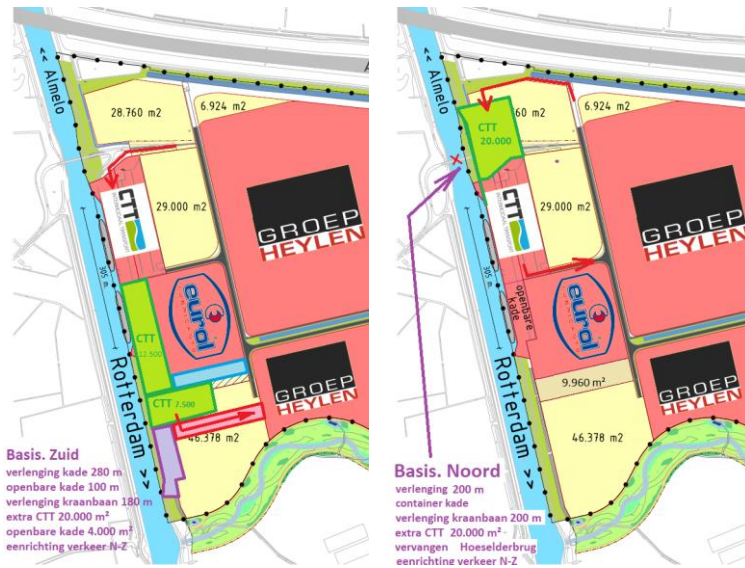 << Almelo
A
28.760 m2
6.924 m2
CTT
29.000 m2
GROEP
HEYLEN
305 m.
eurol
CTT
12.500
Rotterdam >>
CTT 7.500
GROEP
HEYLEN
46.378 m2
Basis. Zuid
verlenging kade 280 m
openbare kade 100 m
verlenging kraanbaan 180 m
extra CTT 20.000 m²
openbare kade 4.000 m²
eenrichting verkeer N-Z
<< Almelo
60 m2
6.924 m2
CTT
20.000
CTT
29.000 m2
GROEP
HEYLEN
305 m.
openbare
kade
eurol
Rotterdam >>
9.960 m²
GROEP
HEYLEN
46.378 m2
Basis. Noord
verlenging 200 m
container kade
verlenging kraanbaan 200 m
extra CTT 20.000 m²
vervangen Hoeselderbrug
eenrichting verkeer N-Z